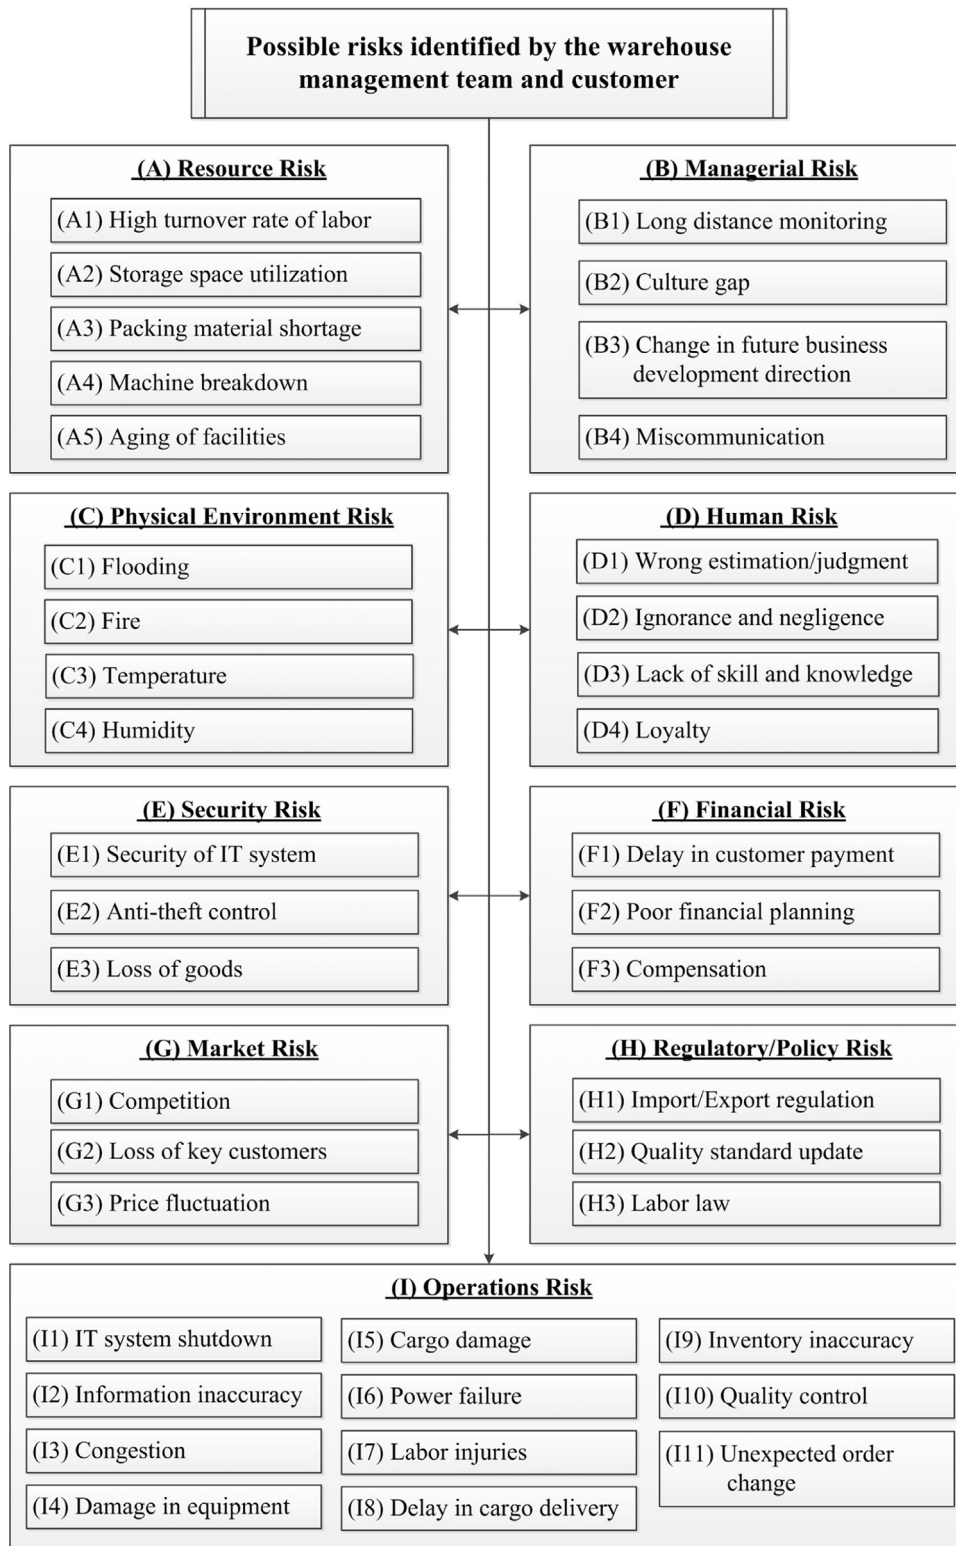 Possible risks identified by the warehouse
management team and customer
(A) Resource Risk
(A1) High turnover rate of labor
(A2) Storage space utilization
(A3) Packing material shortage
(A4) Machine breakdown
(A5) Aging of facilities
(B) Managerial Risk
(B1) Long distance monitoring
(B2) Culture gap
(B3) Change in future business
development direction
(B4) Miscommunication
(C) Physical Environment Risk
(C1) Flooding
(C2) Fire
(C3) Temperature
(C4) Humidity
(D) Human Risk
(D1) Wrong estimation/judgment
(D2) Ignorance and negligence
(D3) Lack of skill and knowledge
(D4) Loyalty
(E) Security Risk
(E1) Security of IT system
(E2) Anti-theft control
(E3) Loss of goods
(F) Financial Risk
(F1) Delay in customer payment
(F2) Poor financial planning
(F3) Compensation
(G) Market Risk
(G1) Competition
(G2) Loss of key customers
(G3) Price fluctuation
(H) Regulatory/Policy Risk
(H1) Import/Export regulation
(H2) Quality standard update
(H3) Labor law
(I) Operations Risk
(I1) IT system shutdown
(I2) Information inaccuracy
(I3) Congestion
(I4) Damage in equipment
(I5) Cargo damage
(I6) Power failure
(I7) Labor injuries
(I8) Delay in cargo delivery
(I9) Inventory inaccuracy
(I10) Quality control
(I11) Unexpected order
change